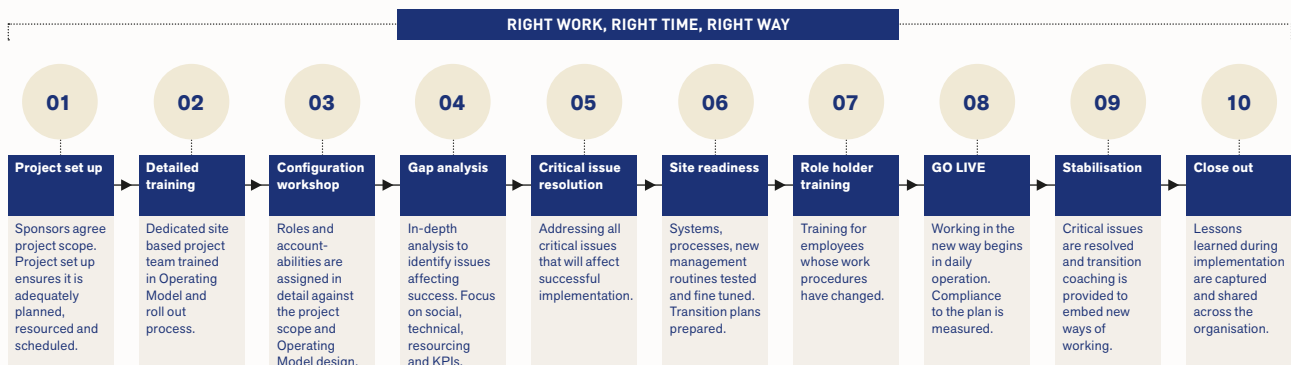 RIGHT WORK, RIGHT TIME, RIGHT WAY
01
Project set up
Sponsors agree
project scope.
Project set up
ensures it is
adequately
planned,
resourced and
scheduled.
02
Detailed
training
Dedicated site
based project
team trained
in Operating
Model and
roll out
process.
03
Configuration
workshop
Roles and
account-
abilities are
assigned in
detail against
the project
scope and
Operating
Model design.
04
Gap analysis
In-depth
analysis to
identify issues
affecting
success. Focus
on social,
technical,
resourcing
and KPIs.
05
Critical issue
resolution
Addressing all
critical issues
that will affect
successful
implementation.
06
Site readiness
Systems,
processes, new
management
routines tested
and fine tuned.
Transition plans
prepared.
07
Role holder
training
Training for
employees
whose work
procedures
have changed.
08
GO LIVE
Working in the
new way begins
in daily
operation.
Compliance
to the plan is
measured.
09
Stabilisation
Critical issues
are resolved
and transition
coaching is
provided to
embed new
ways of
working.
10
Close out
Lessons
learned during
implementation
are captured
and shared
across the
organisation.